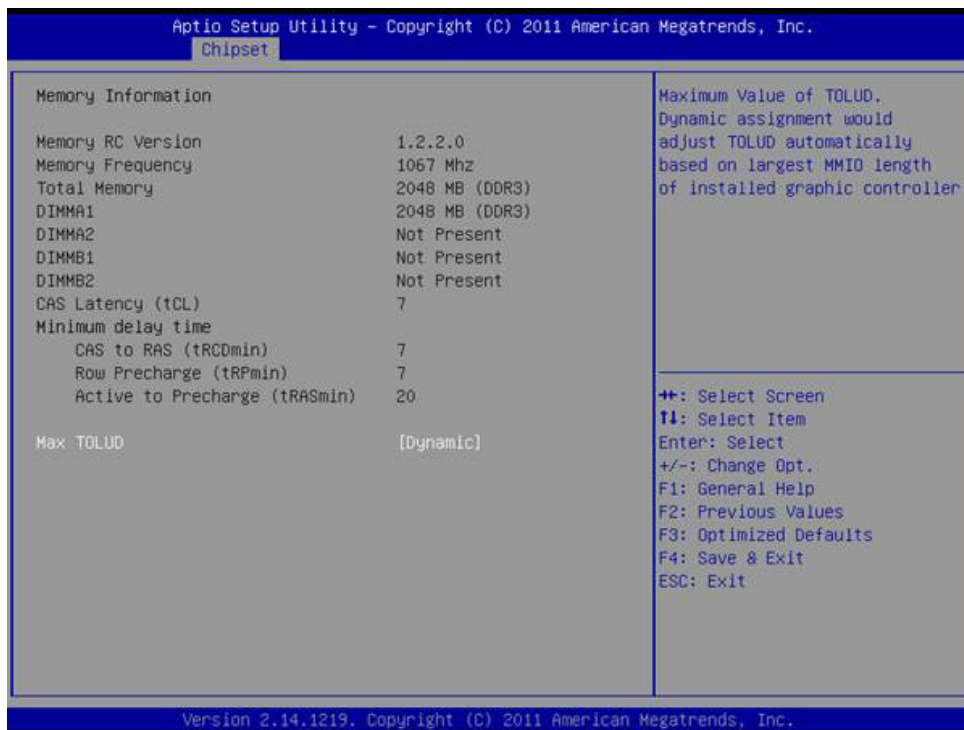 Aptio Setup Utility – Copyright (C) 2011 American Megatrends, Inc.
Chipset
Memory Information
Memory RC Version 1.2.2.0
Memory Frequency 1067 Mhz
Total Memory 2048 MB (DDR3)
DIMMA1 2048 MB (DDR3)
DIMMA2 Not Present
DIMMB1 Not Present
DIMMB2 Not Present
CAS Latency (tCL) 7
Minimum delay time
CAS to RAS (tRCDmin) 7
Row Precharge (tRPmin) 7
Active to Precharge (tRASmin) 20
Max TOLUD [Dynamic]
Maximum Value of TOLUD.
Dynamic assignment would
adjust TOLUD automatically
based on largest MMIO length
of installed graphic controller
→←: Select Screen
↑↓: Select Item
Enter: Select
+/-: Change Opt.
F1: General Help
F2: Previous Values
F3: Optimized Defaults
F4: Save & Exit
ESC: Exit
Version 2.14.1219. Copyright (C) 2011 American Megatrends, Inc.